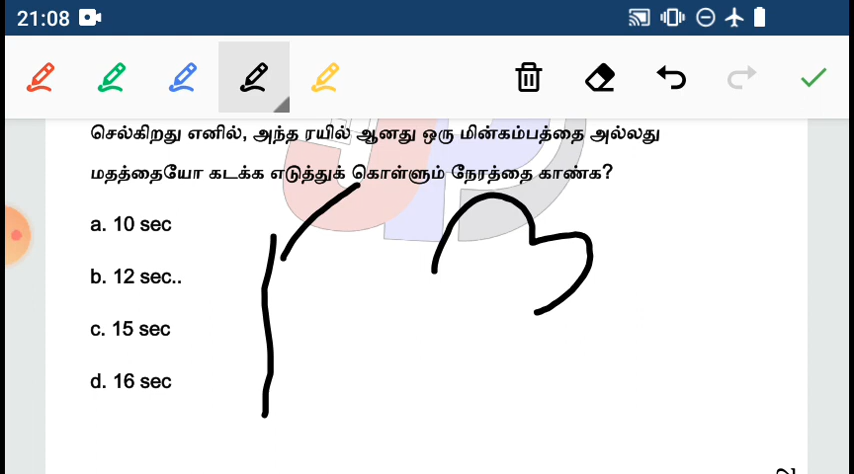 21:08
செல்கிறது எனில், அந்த ரயில் ஆனது ஒரு மின்கம்பத்தை அல்லது
மதத்தையோ கடக்க எடுத்துக் கொள்ளும் நேரத்தை காண்க?
a. 10 sec
b. 12 sec..
c. 15 sec
d. 16 sec